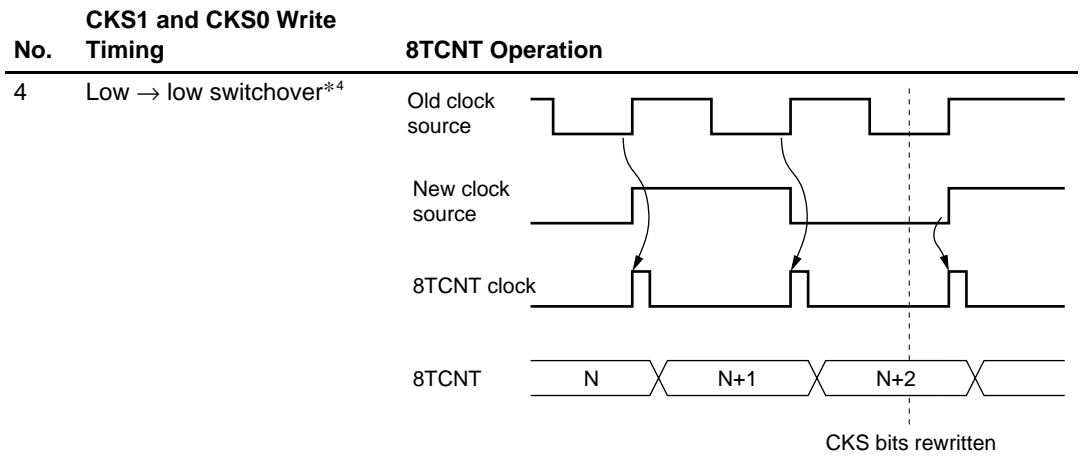 CKS1 and CKS0 Write
No. Timing 8TCNT Operation
4 Low → low switchover*4
Old clock
source
New clock
source
8TCNT clock
8TCNT N N+1 N+2
CKS bits rewritten